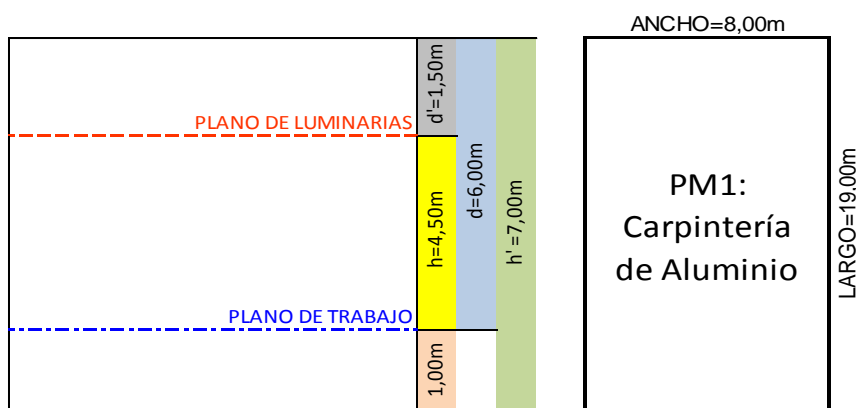 PLANO DE LUMINARIAS
PLANO DE TRABAJO
d'=1,50m
h=4,50m
1,00m
d=6,00m
h'=7,00m
ANCHO=8,00m
PM1:
Carpintería
de Aluminio
LARGO=19.00m